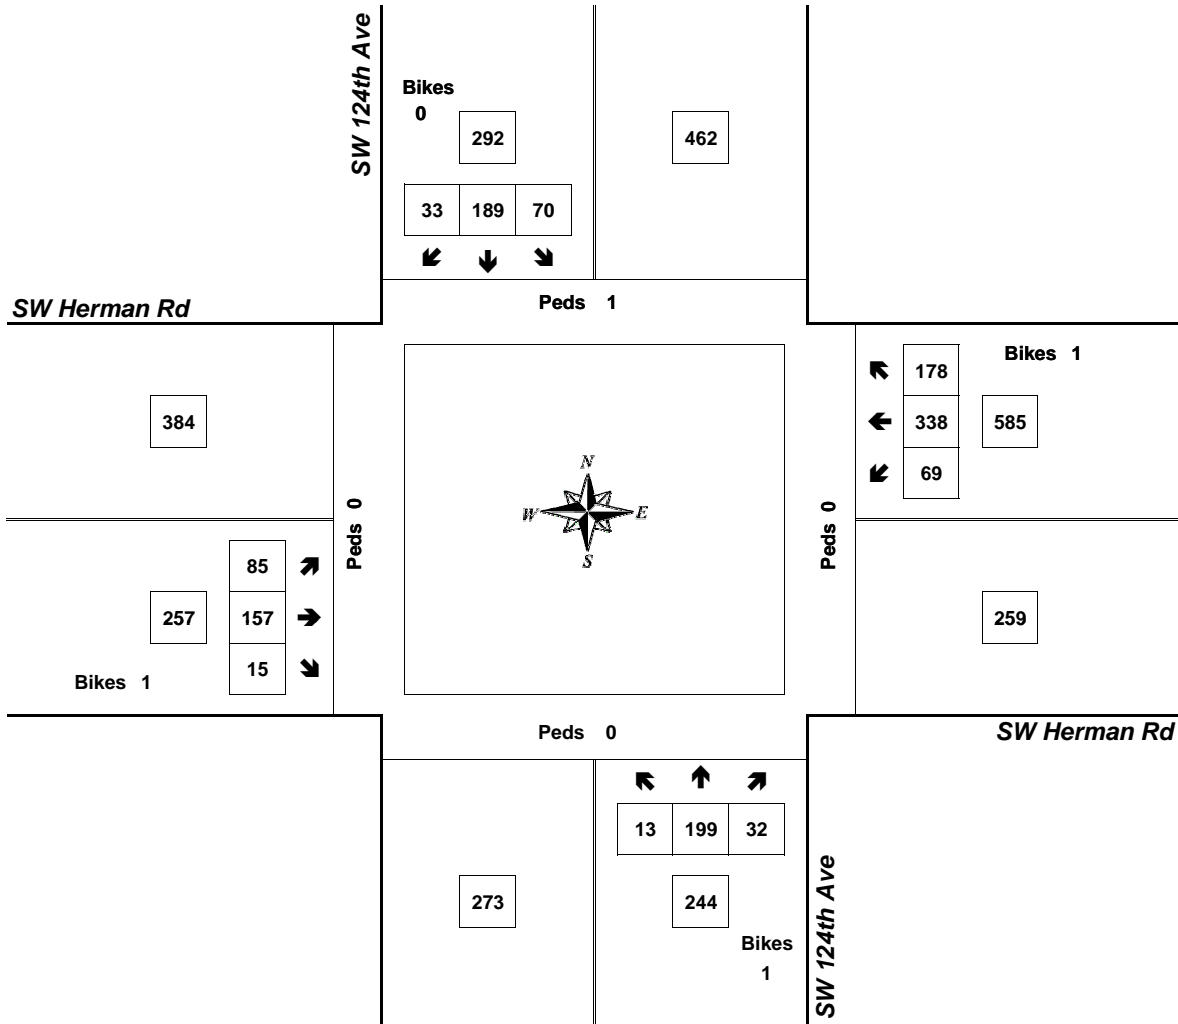 SW 124th Ave
Bikes
0
292
462
33 189 70
Peds 1
SW Herman Rd
Bikes 1
178
384
338 585
69
N
W E
S
Peds 0
Peds 0
85
257 157
259
15
Bikes 1
Peds 0
SW Herman Rd
13 199 32
273
244
Bikes
1
SW 124th Ave